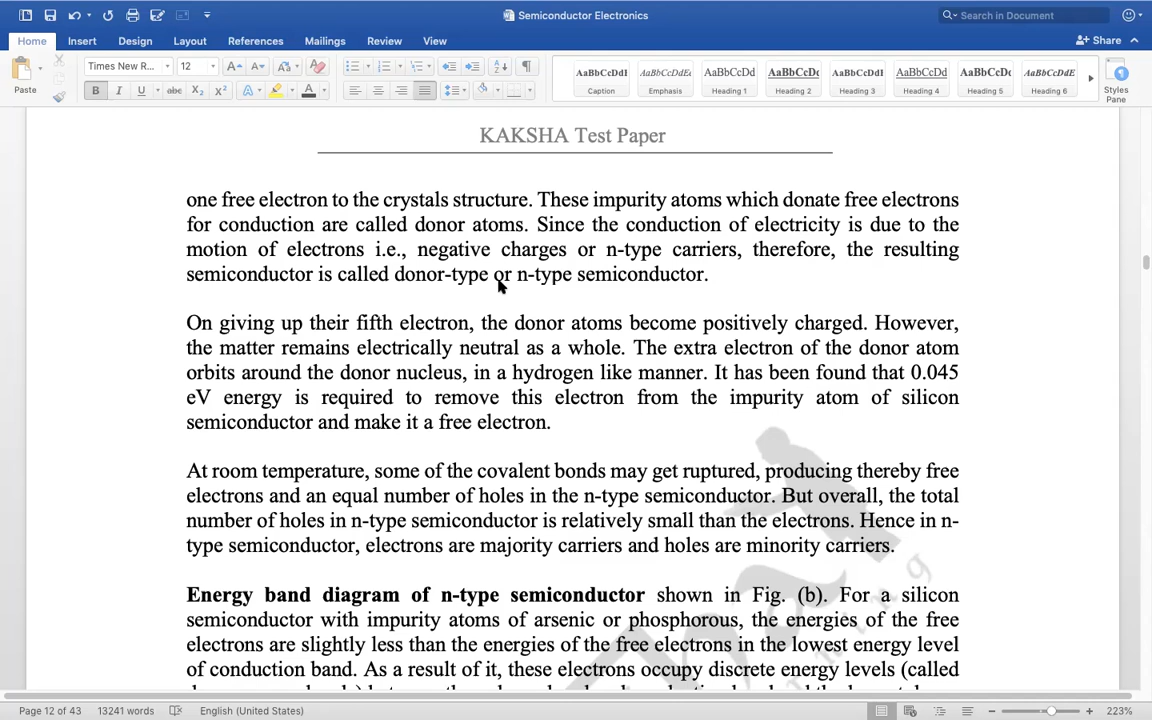 Semiconductor Electronics
Search in Document
Home Insert Design Layout References Mailings Review View
Share
Paste
Times New R... 12
AaBbCcDdI AaBbCcDdEe AaBbCcDd AaBbCcDc AaBbCcDdI AaBbCcDd AaBbCcDc AaBbCcDdE
Caption Emphasis Heading 1 Heading 2 Heading 3 Heading 4 Heading 5 Heading 6
Styles
Pane
KAKSHA Test Paper
one free electron to the crystals structure. These impurity atoms which donate free electrons
for conduction are called donor atoms. Since the conduction of electricity is due to the
motion of electrons i.e., negative charges or n-type carriers, therefore, the resulting
semiconductor is called donor-type or n-type semiconductor.
On giving up their fifth electron, the donor atoms become positively charged. However,
the matter remains electrically neutral as a whole. The extra electron of the donor atom
orbits around the donor nucleus, in a hydrogen like manner. It has been found that 0.045
eV energy is required to remove this electron from the impurity atom of silicon
semiconductor and make it a free electron.
At room temperature, some of the covalent bonds may get ruptured, producing thereby free
electrons and an equal number of holes in the n-type semiconductor. But overall, the total
number of holes in n-type semiconductor is relatively small than the electrons. Hence in n-
type semiconductor, electrons are majority carriers and holes are minority carriers.
Energy band diagram of n-type semiconductor shown in Fig. (b). For a silicon
semiconductor with impurity atoms of arsenic or phosphorous, the energies of the free
electrons are slightly less than the energies of the free electrons in the lowest energy level
of conduction band. As a result of it, these electrons occupy discrete energy levels (called
Page 12 of 43 13241 words English (United States) 223%